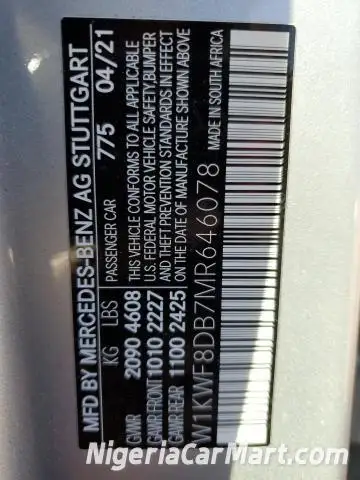 MFD BY MERCEDES-BENZ AG STUTTGART
KG LBS PASSENGER CAR 775 04/21
GAWR 2090 4608 THIS VEHICLE CONFORMS TO ALL APPLICABLE
GAWR FRONT 1010 2227 U.S. FEDERAL MOTOR VEHICLE SAFETY,BUMPER
GAWR REAR 1100 2425 AND THEFT PREVENTION STANDARDS IN EFFECT
ON THE DATE OF MANUFACTURE SHOWN ABOVE
W1KWF8DB7MR646078
MADE IN SOUTH AFRICA
NigeriaCarMart.com